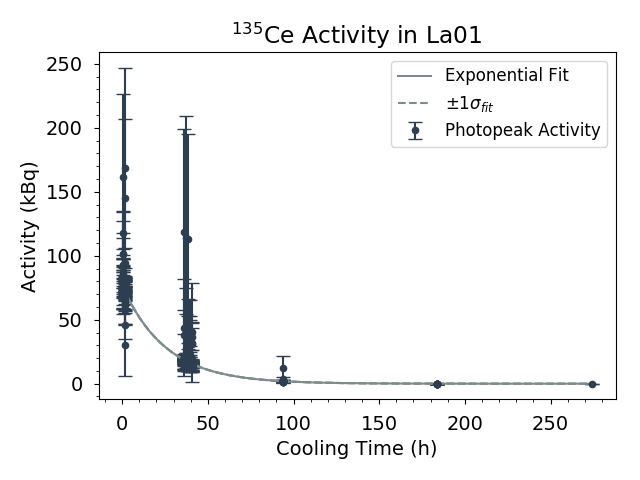 ¹³⁵Ce Activity in La01
Exponential Fit
±1σ_fit
Photopeak Activity
Activity (kBq)
250
200
150
100
50
0
0 50 100 150 200 250
Cooling Time (h)